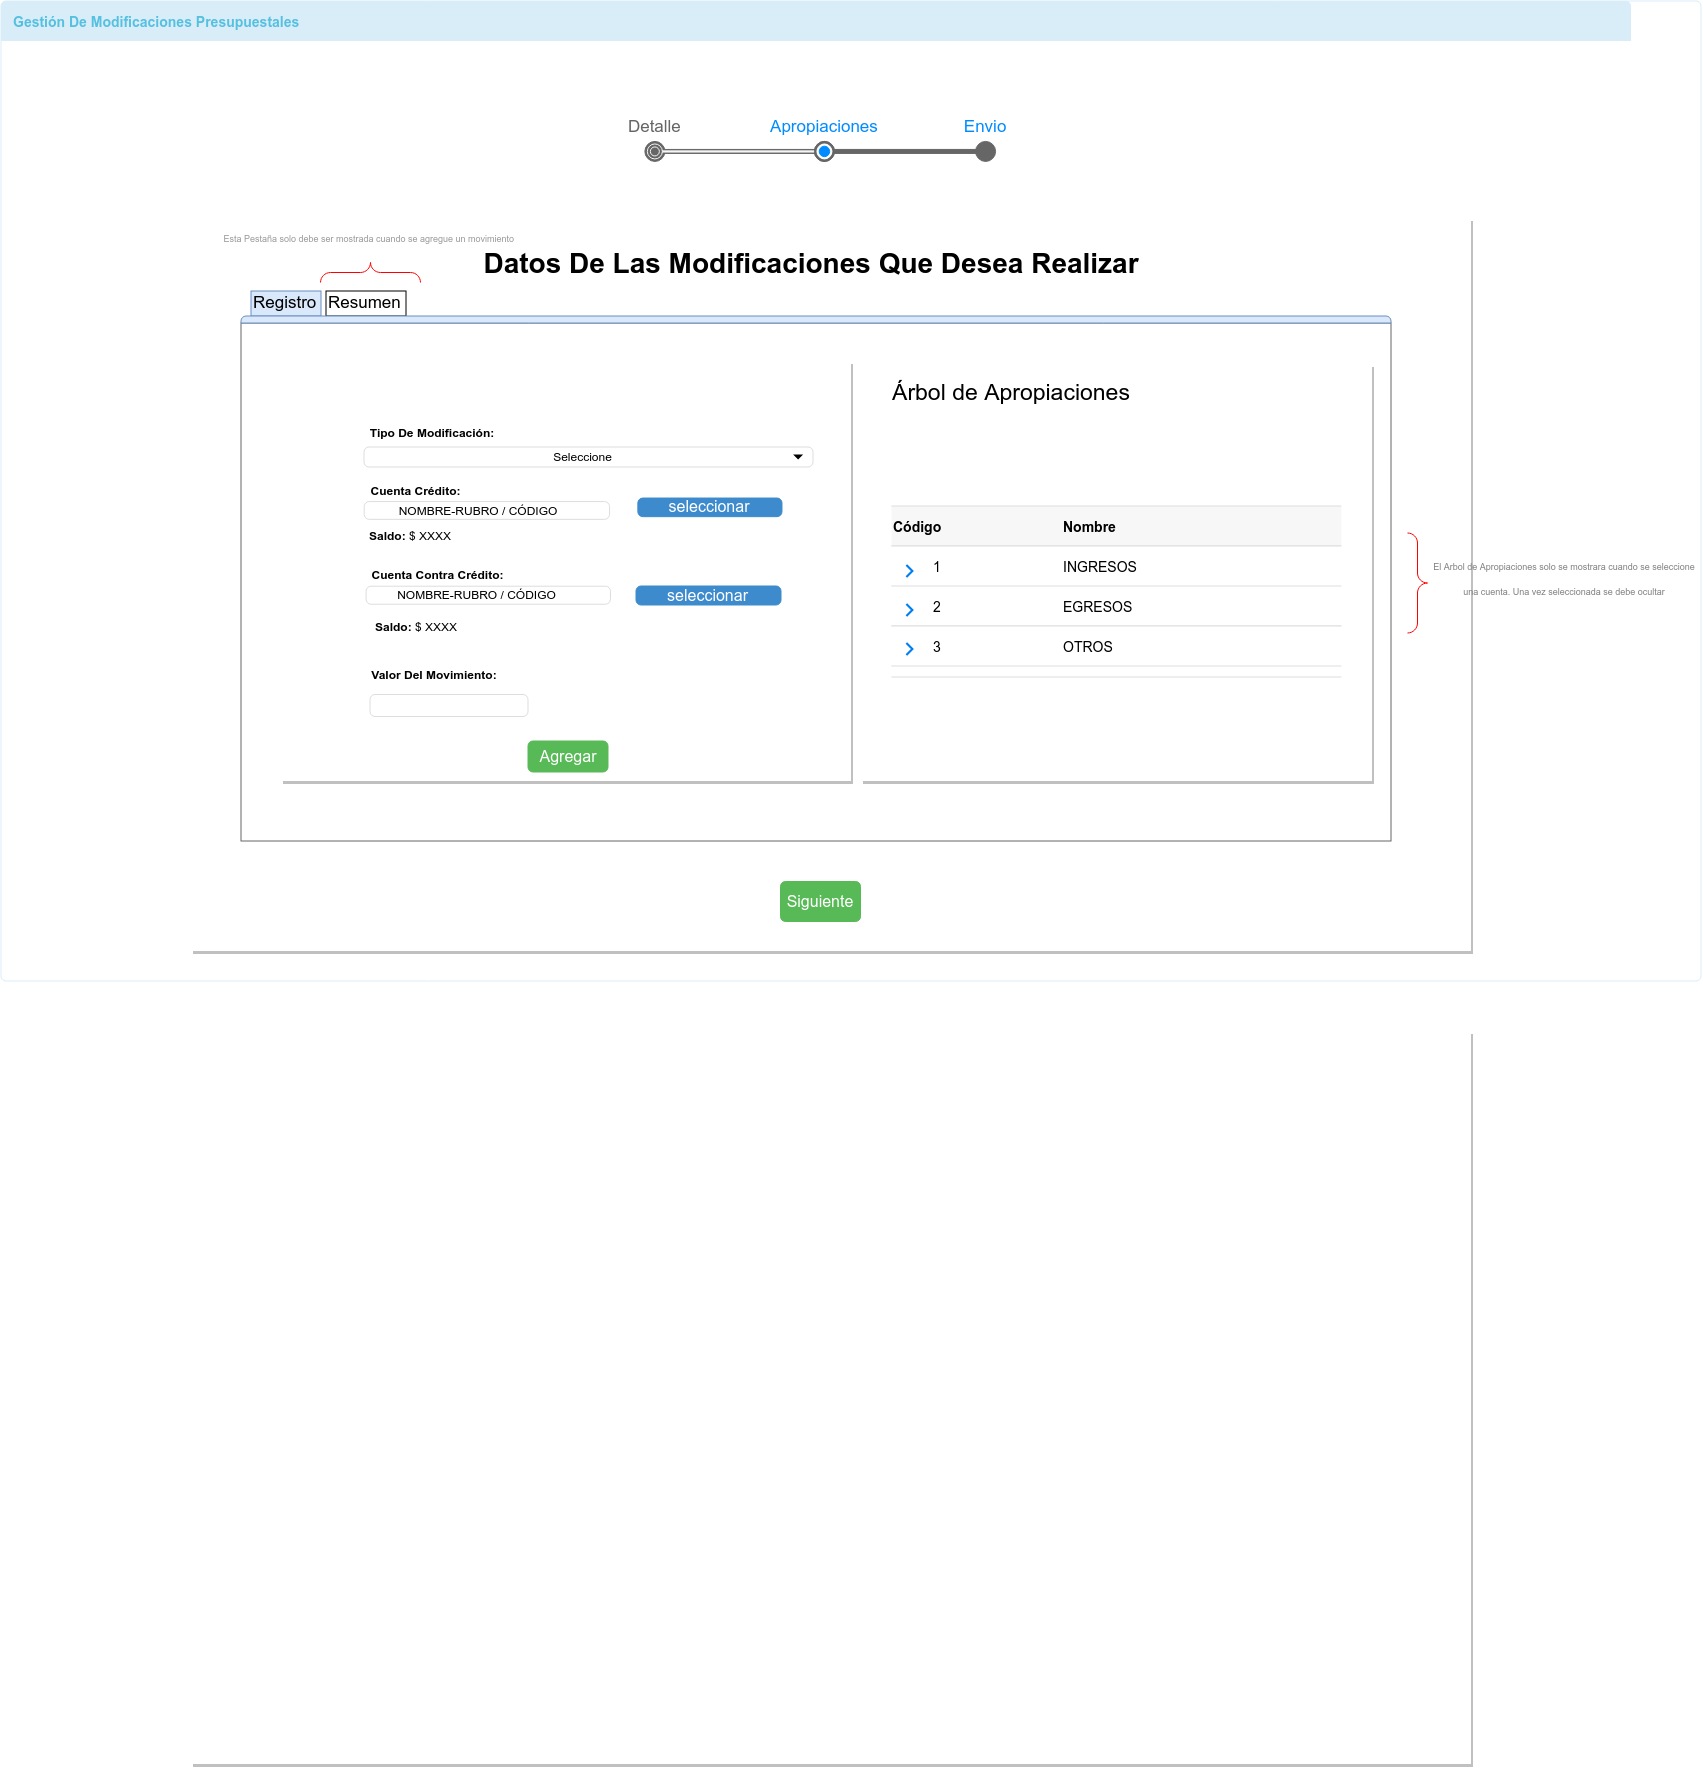 Gestión De Modificaciones Presupuestales
Detalle
Apropiaciones
Envio
Esta Pestaña solo debe ser mostrada cuando se agregue un movimiento
Datos De Las Modificaciones Que Desea Realizar
Registro
Resumen
Tipo De Modificación:
Seleccione
Cuenta Crédito:
NOMBRE-RUBRO / CÓDIGO
seleccionar
Saldo: $ XXXX
Cuenta Contra Crédito:
NOMBRE-RUBRO / CÓDIGO
seleccionar
Saldo: $ XXXX
Valor Del Movimiento:
Agregar
Árbol de Apropiaciones
Código Nombre
1 INGRESOS
2 EGRESOS
3 OTROS
El Arbol de Apropiaciones solo se mostrara cuando se seleccione
una cuenta. Una vez seleccionada se debe ocultar
Siguiente